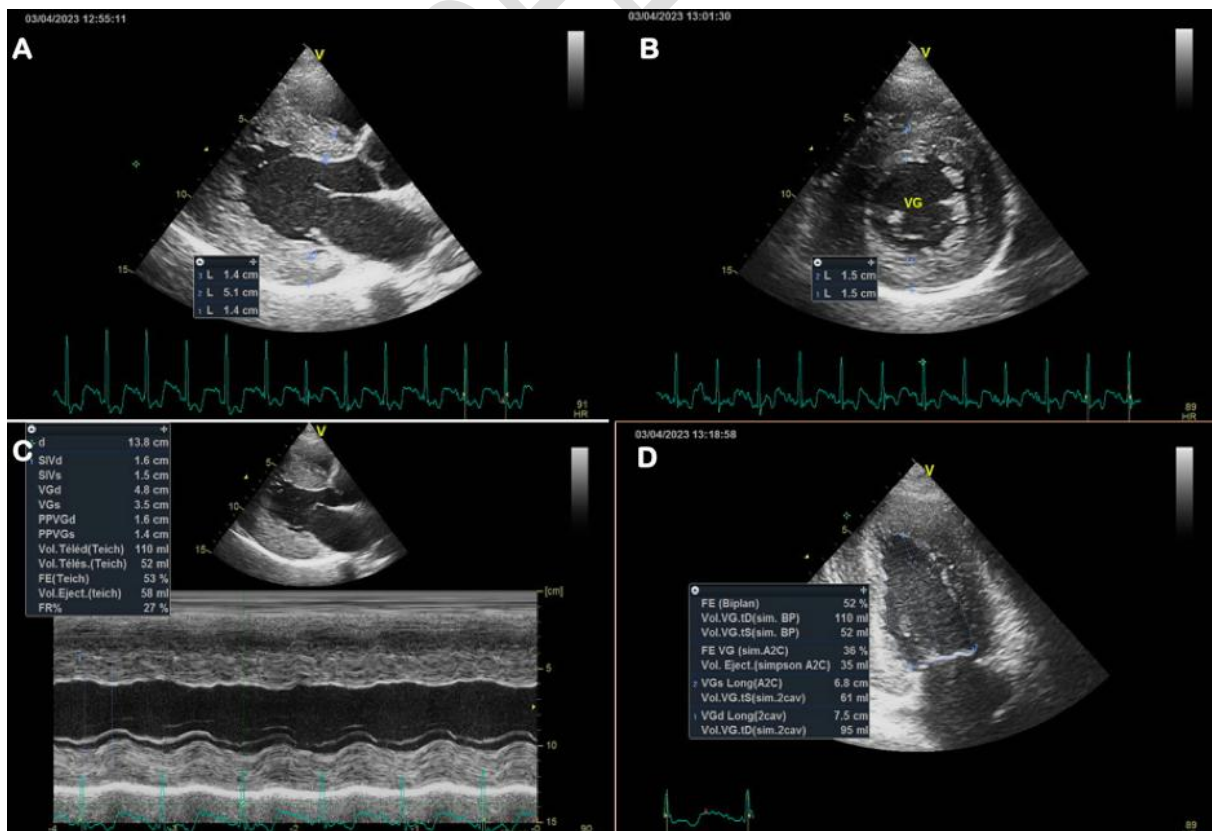 03/04/2023 12:55:11
A
V
5
10
15
3 L 1.4 cm
2 L 5.1 cm
1 L 1.4 cm
91
HR
03/04/2023 13:01:30
B
V
5
10
15
VG
2 L 1.5 cm
1 L 1.5 cm
89
HR
C
d 13.8 cm
SIVd 1.6 cm
SIVs 1.5 cm
VGd 4.8 cm
VGs 3.5 cm
PPVGd 1.6 cm
PPVGs 1.4 cm
Vol.Téléd(Teich) 110 ml
Vol.Télés.(Teich) 52 ml
FE(Teich) 53 %
Vol.Eject.(teich) 58 ml
FR% 27 %
V
5
10
15
[cm]
5
10
15
-2
-0
90
03/04/2023 13:18:58
D
V
5
FE (Biplan) 52 %
Vol.VG.tD(sim. BP) 110 ml
Vol.VG.tS(sim. BP) 52 ml
FE VG (sim.A2C) 36 %
Vol. Eject.(simpson A2C) 35 ml
2 VGs Long(A2C) 6.8 cm
Vol.VG.tS(sim.2cav) 61 ml
1 VGd Long(2cav) 7.5 cm
Vol.VG.tD(sim.2cav) 95 ml
89